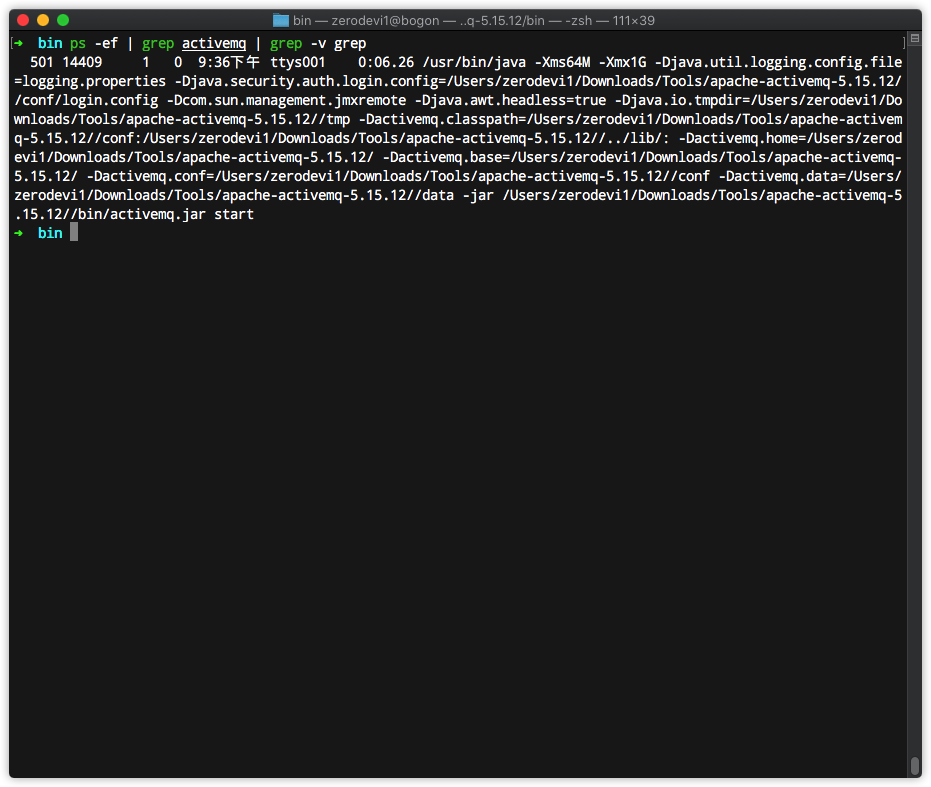 bin — zerodevi1@bogon — ..q-5.15.12/bin — -zsh — 111×39
[➜  bin ps -ef | grep activemq | grep -v grep ]
501 14409     1   0  9:36下午 ttys001    0:06.26 /usr/bin/java -Xms64M -Xmx1G -Djava.util.logging.config.file
=logging.properties -Djava.security.auth.login.config=/Users/zerodevi1/Downloads/Tools/apache-activemq-5.15.12/
/conf/login.config -Dcom.sun.management.jmxremote -Djava.awt.headless=true -Djava.io.tmpdir=/Users/zerodevi1/Do
wnloads/Tools/apache-activemq-5.15.12//tmp -Dactivemq.classpath=/Users/zerodevi1/Downloads/Tools/apache-activem
q-5.15.12//conf:/Users/zerodevi1/Downloads/Tools/apache-activemq-5.15.12//../lib/: -Dactivemq.home=/Users/zerod
evi1/Downloads/Tools/apache-activemq-5.15.12/ -Dactivemq.base=/Users/zerodevi1/Downloads/Tools/apache-activemq-
5.15.12/ -Dactivemq.conf=/Users/zerodevi1/Downloads/Tools/apache-activemq-5.15.12//conf -Dactivemq.data=/Users/
zerodevi1/Downloads/Tools/apache-activemq-5.15.12//data -jar /Users/zerodevi1/Downloads/Tools/apache-activemq-5
.15.12//bin/activemq.jar start
➜  bin